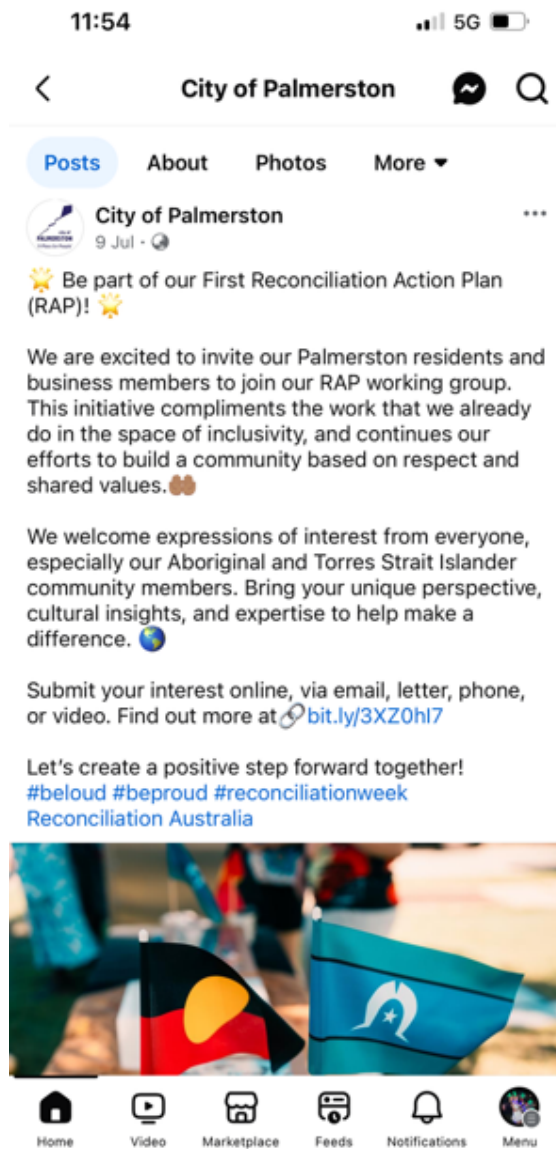 11:54
5G
City of Palmerston
Posts About Photos More
City of Palmerston
9 Jul ·
🌟 Be part of our First Reconciliation Action Plan
(RAP)! 🌟
We are excited to invite our Palmerston residents and
business members to join our RAP working group.
This initiative compliments the work that we already
do in the space of inclusivity, and continues our
efforts to build a community based on respect and
shared values.🤲🏽
We welcome expressions of interest from everyone,
especially our Aboriginal and Torres Strait Islander
community members. Bring your unique perspective,
cultural insights, and expertise to help make a
difference. 🌎
Submit your interest online, via email, letter, phone,
or video. Find out more at🔗bit.ly/3XZ0hI7
Let's create a positive step forward together!
#beloud #beproud #reconciliationweek
Reconciliation Australia
Home Video Marketplace Feeds Notifications Menu